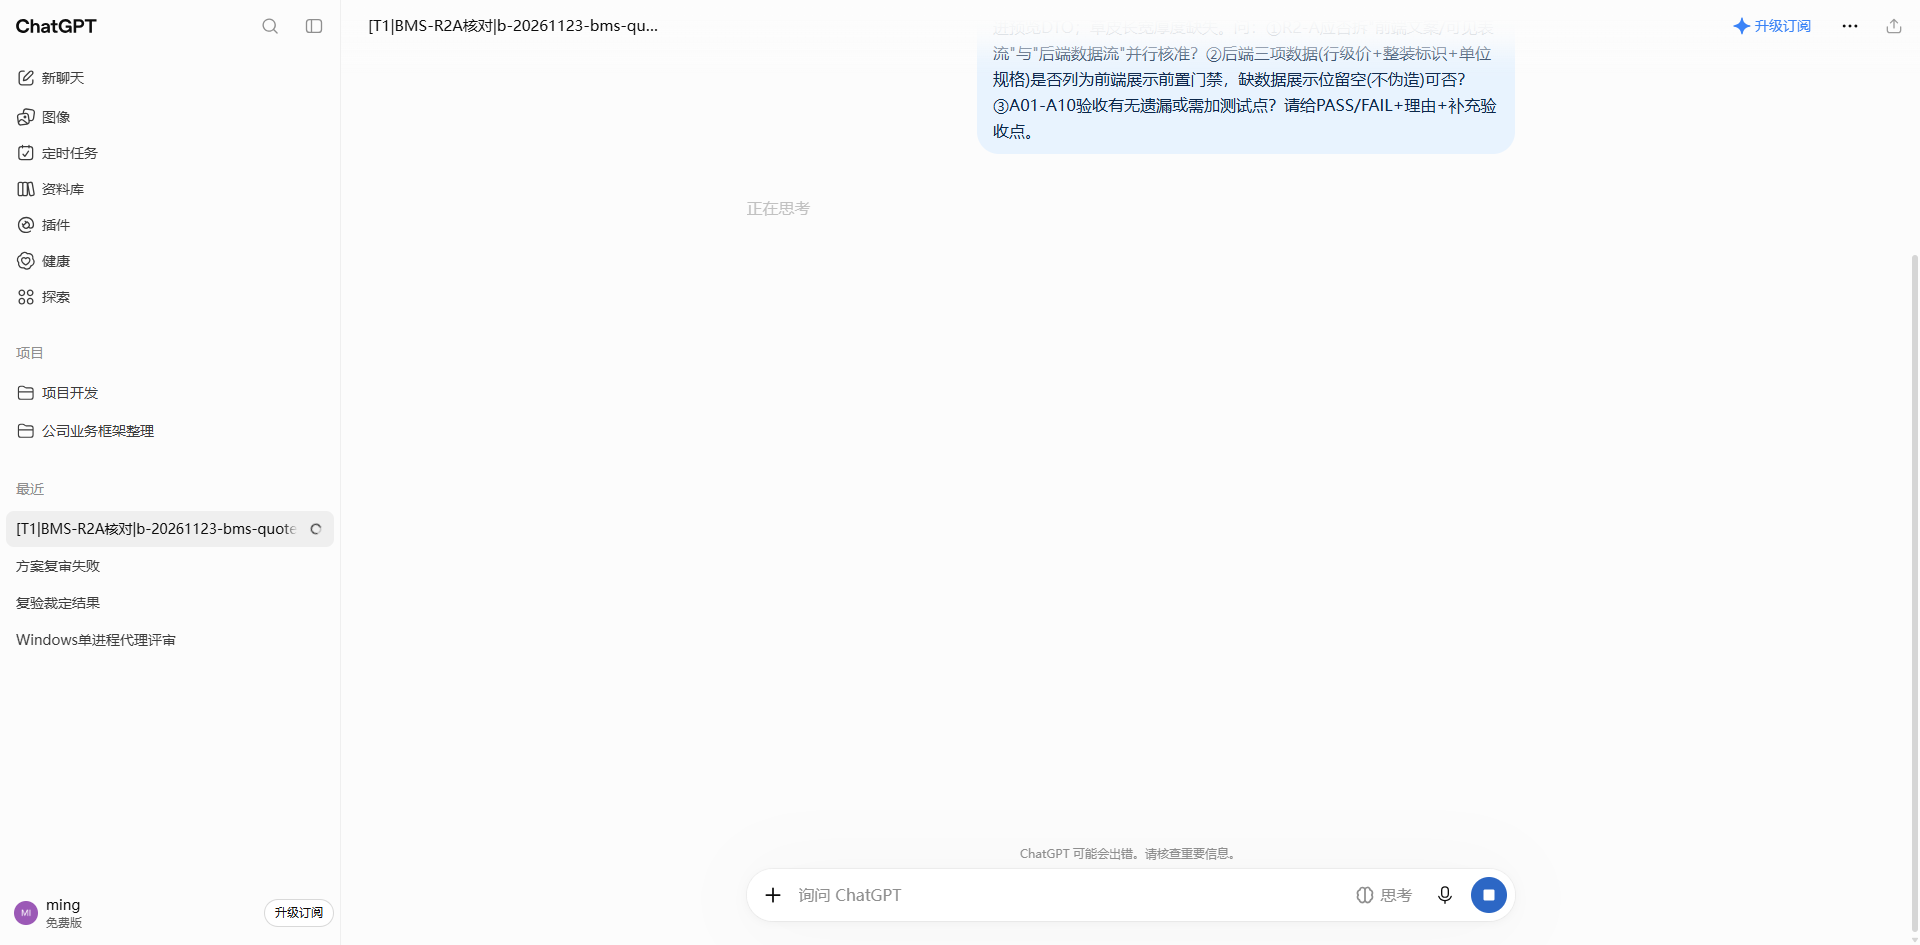 ChatGPT
新聊天
图像
定时任务
资料库
插件
健康
探索
项目
项目开发
公司业务框架整理
最近
[T1|BMS-R2A核对|b-20261123-bms-quote
方案复审失败
复验裁定结果
Windows单进程代理评审
MI
ming
免费版
升级订阅
[T1|BMS-R2A核对|b-20261123-bms-qu...
升级订阅
流"与"后端数据流"并行核准？②后端三项数据(行级价+整装标识+单位
规格)是否列为前端展示前置门禁，缺数据展示位留空(不伪造)可否？
③A01-A10验收有无遗漏或需加测试点？请给PASS/FAIL+理由+补充验
收点。
正在思考
ChatGPT 可能会出错。请核查重要信息。
询问 ChatGPT
思考